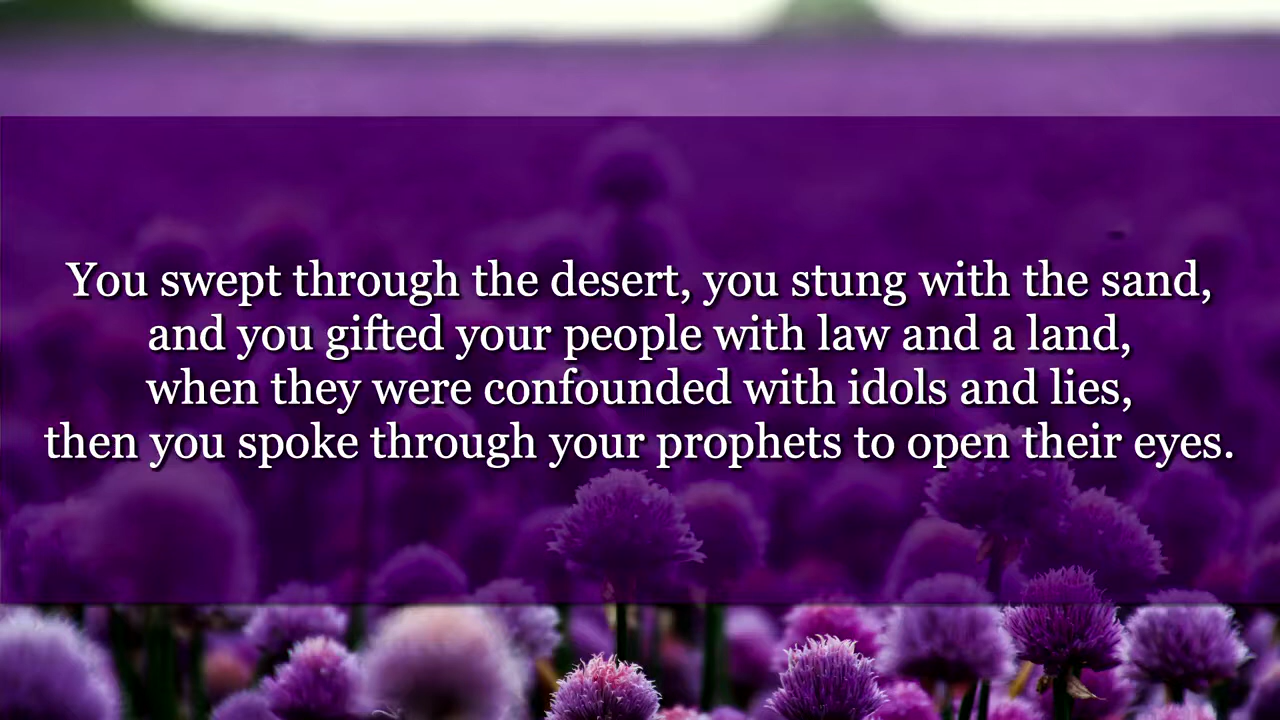 You swept through the desert, you stung with the sand,
and you gifted your people with law and a land,
when they were confounded with idols and lies,
then you spoke through your prophets to open their eyes.